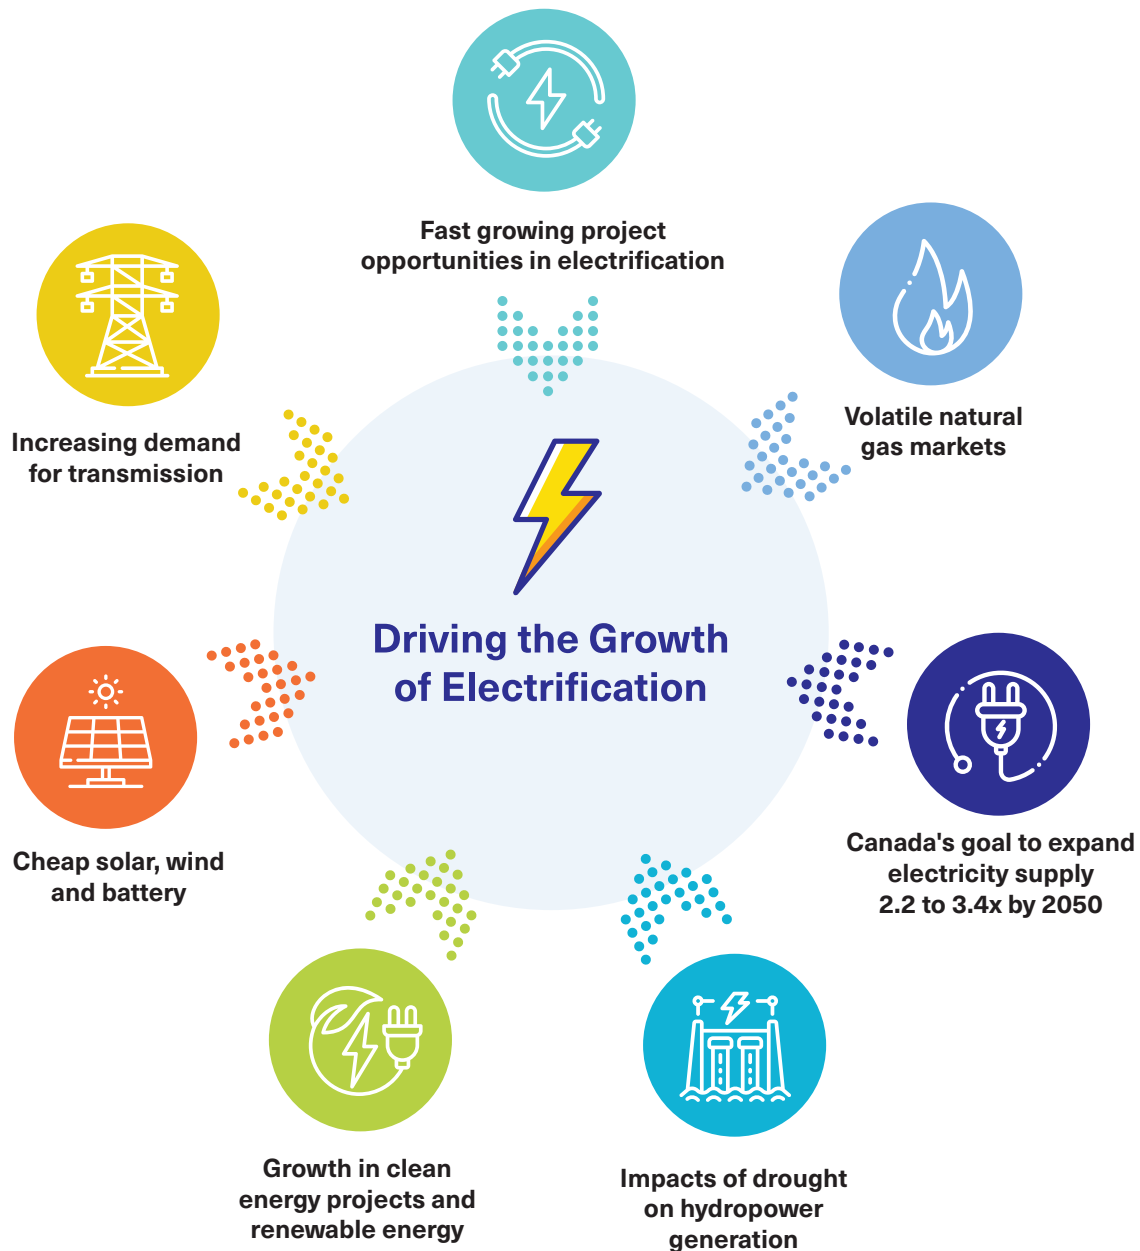 Fast growing project
opportunities in electrification
Volatile natural
gas markets
Increasing demand
for transmission
Driving the Growth
of Electrification
Canada's goal to expand
electricity supply
2.2 to 3.4x by 2050
Cheap solar, wind
and battery
Growth in clean
energy projects and
renewable energy
Impacts of drought
on hydropower
generation